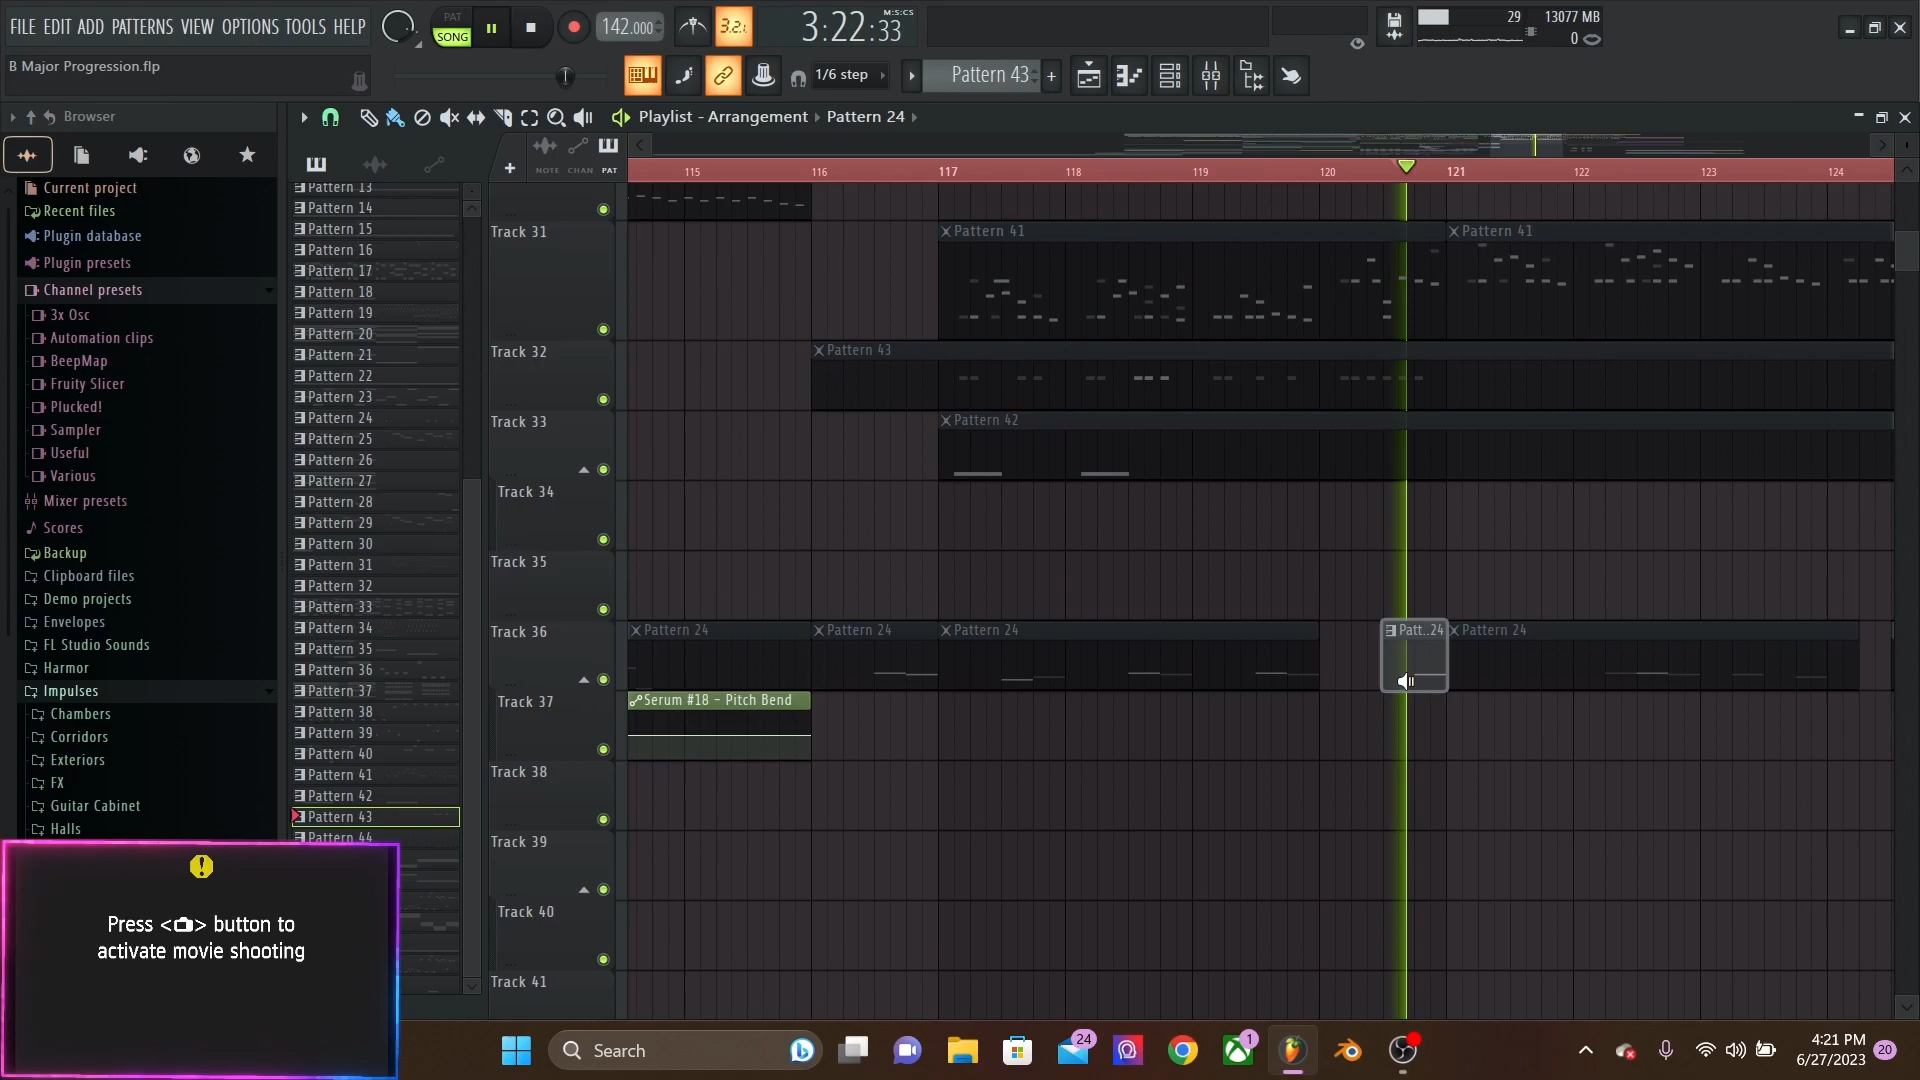 FILE EDIT ADD PATTERNS VIEW OPTIONS TOOLS HELP
PAT
SONG
142.000
3.2.
3:22:33
M:S:CS
29
13077 MB
0
B Major Progression.flp
1/6 step
Pattern 43
Browser
Playlist - Arrangement › Pattern 24
NOTE CHAN PAT
115 116 117 118 119 120 121 122 123 124
Current project
Recent files
Plugin database
Plugin presets
Channel presets
3x Osc
Automation clips
BeepMap
Fruity Slicer
Plucked!
Sampler
Useful
Various
Mixer presets
Scores
Backup
Clipboard files
Demo projects
Envelopes
FL Studio Sounds
Harmor
Impulses
Chambers
Corridors
Exteriors
FX
Guitar Cabinet
Halls
Pattern 13
Pattern 14
Pattern 15
Pattern 16
Pattern 17
Pattern 18
Pattern 19
Pattern 20
Pattern 21
Pattern 22
Pattern 23
Pattern 24
Pattern 25
Pattern 26
Pattern 27
Pattern 28
Pattern 29
Pattern 30
Pattern 31
Pattern 32
Pattern 33
Pattern 34
Pattern 35
Pattern 36
Pattern 37
Pattern 38
Pattern 39
Pattern 40
Pattern 41
Pattern 42
Pattern 43
Pattern 44
Track 31
Pattern 41
Pattern 41
Track 32
Pattern 43
Track 33
Pattern 42
Track 34
Track 35
Track 36
Pattern 24
Pattern 24
Pattern 24
Patt..24
Pattern 24
Track 37
Serum #18 - Pitch Bend
Track 38
Track 39
Track 40
Track 41
Press < > button to
activate movie shooting
Search
24
1
4:21 PM
6/27/2023
20